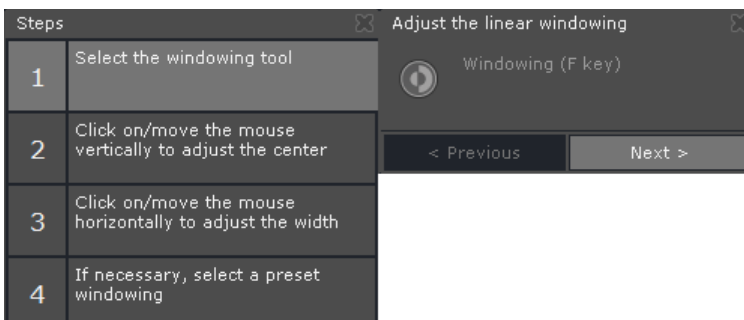 Steps
1
Select the windowing tool
2
Click on/move the mouse
vertically to adjust the center
3
Click on/move the mouse
horizontally to adjust the width
4
If necessary, select a preset
windowing
Adjust the linear windowing
Windowing (F key)
< Previous
Next >